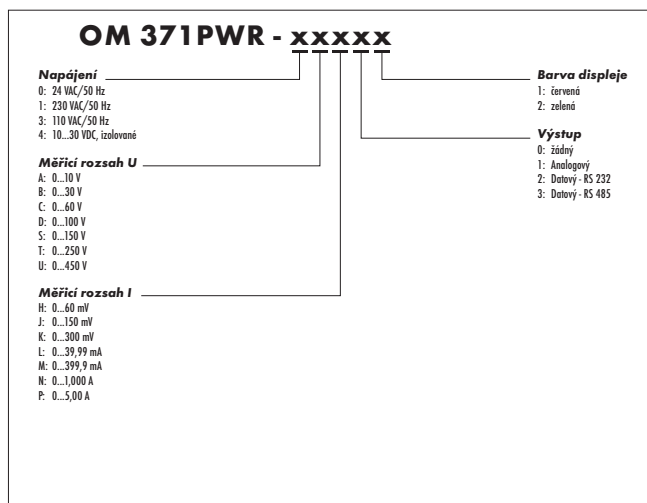 OM 371PWR - xxxxx
Napájení
0: 24 VAC/50 Hz
1: 230 VAC/50 Hz
3: 110 VAC/50 Hz
4: 10...30 VDC, izolované
Měřicí rozsah U
A: 0...10 V
B: 0...30 V
C: 0...60 V
D: 0...100 V
S: 0...150 V
T: 0...250 V
U: 0...450 V
Měřicí rozsah I
H: 0...60 mV
J: 0...150 mV
K: 0...300 mV
L: 0...39,99 mA
M: 0...399,9 mA
N: 0...1,000 A
P: 0...5,00 A
Barva displeje
1: červená
2: zelená
Výstup
0: žádný
1: Analogový
2: Datový - RS 232
3: Datový - RS 485